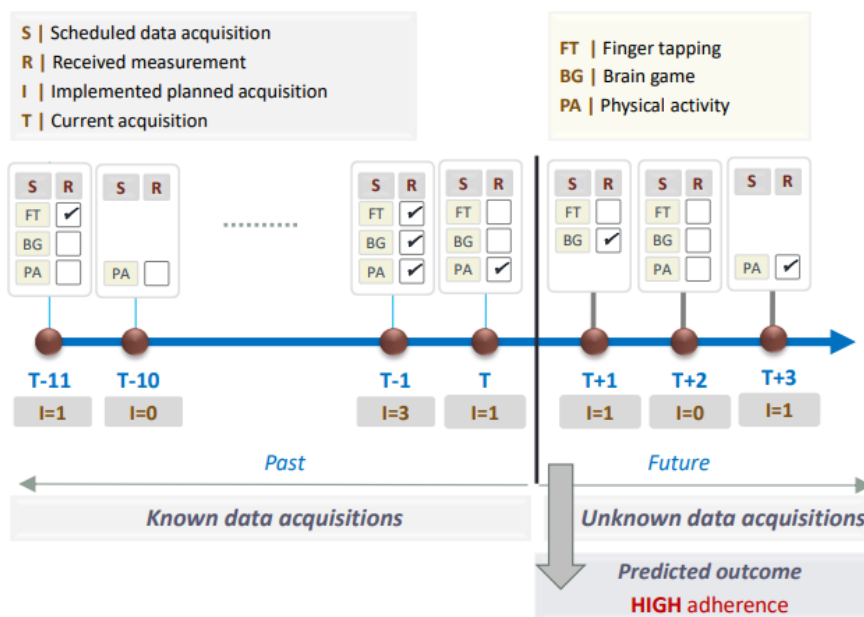 S | Scheduled data acquisition
R | Received measurement
I | Implemented planned acquisition
T | Current acquisition
FT | Finger tapping
BG | Brain game
PA | Physical activity
S R
FT ✔
BG
PA
S R
PA
..........
S R
FT ✔
BG ✔
PA ✔
S R
FT
BG
PA ✔
S R
FT
BG ✔
S R
FT
BG
PA
S R
PA ✔
T-11 T-10 T-1 T T+1 T+2 T+3
I=1 I=0 I=3 I=1 I=1 I=0 I=1
Past Future
Known data acquisitions Unknown data acquisitions
Predicted outcome
HIGH adherence